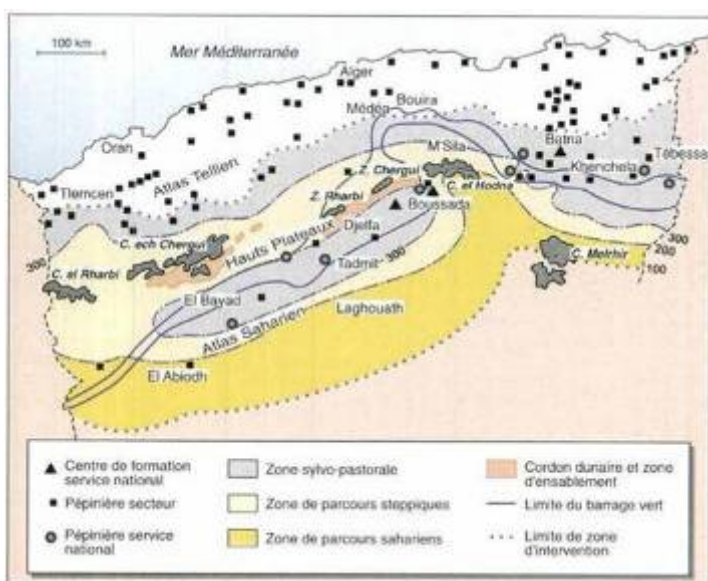 100 km
Mer Méditerranée
Alger
Bouira
Médéa
Oran
Batna
M'Sila
Khenchela
Tébessa
Atlas Tellien
Z. Chergui
C. el Hodna
Tlemcen
Z. Rharbi
Boussada
C. ech Chergui
Hauts Plateaux
Djelfa
300
300
300
200
C. Melrhir
100
C. el Rharbi
Tadmit
El Bayad
Laghouath
Atlas Saharien
El Abiodh
Centre de formation
service national
Pépinière secteur
Pépinière service
national
Zone sylvo-pastorale
Zone de parcours steppiques
Zone de parcours sahariens
Cordon dunaire et zone
d'ensablement
Limite du barrage vert
Limite de zone
d'intervention